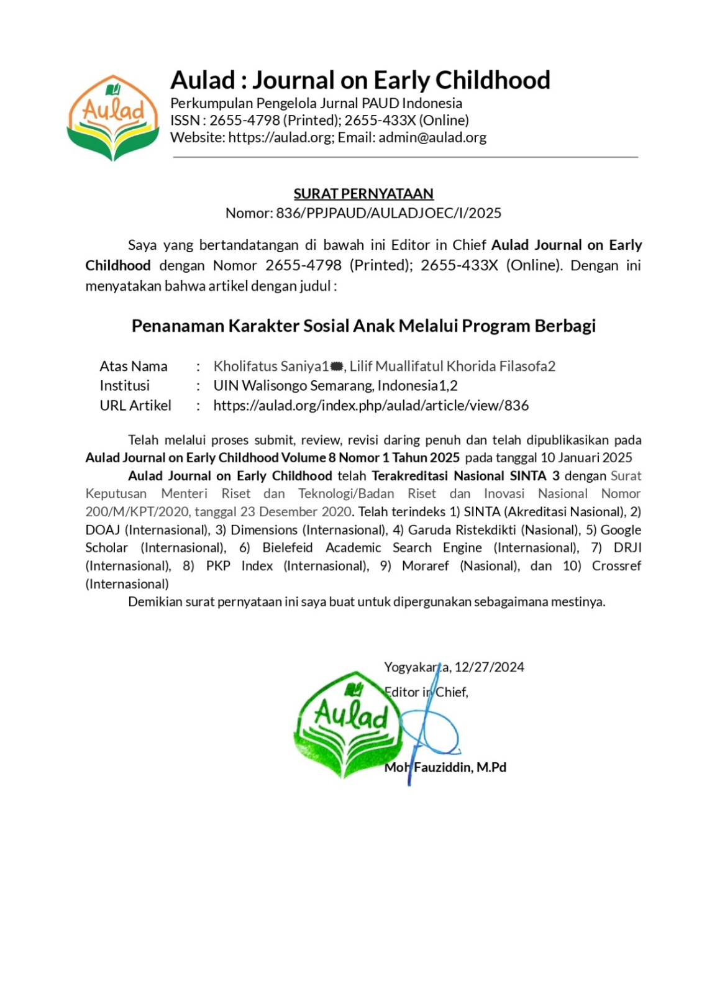 Aulad
Aulad : Journal on Early Childhood
Perkumpulan Pengelola Jurnal PAUD Indonesia
ISSN : 2655-4798 (Printed); 2655-433X (Online)
Website: https://aulad.org; Email: admin@aulad.org
SURAT PERNYATAAN
Nomor: 836/PPJPAUD/AULADJOEC/I/2025
Saya yang bertandatangan di bawah ini Editor in Chief Aulad Journal on Early
Childhood dengan Nomor 2655-4798 (Printed); 2655-433X (Online). Dengan ini
menyatakan bahwa artikel dengan judul :
Penanaman Karakter Sosial Anak Melalui Program Berbagi
Atas Nama : Kholifatus Saniya1✹, Lilif Muallifatul Khorida Filasofa2
Institusi : UIN Walisongo Semarang, Indonesia1,2
URL Artikel : https://aulad.org/index.php/aulad/article/view/836
Telah melalui proses submit, review, revisi daring penuh dan telah dipublikasikan pada
Aulad Journal on Early Childhood Volume 8 Nomor 1 Tahun 2025 pada tanggal 10 Januari 2025
Aulad Journal on Early Childhood telah Terakreditasi Nasional SINTA 3 dengan Surat
Keputusan Menteri Riset dan Teknologi/Badan Riset dan Inovasi Nasional Nomor
200/M/KPT/2020, tanggal 23 Desember 2020. Telah terindeks 1) SINTA (Akreditasi Nasional), 2)
DOAJ (Internasional), 3) Dimensions (Internasional), 4) Garuda Ristekdikti (Nasional), 5) Google
Scholar (Internasional), 6) Bielefeid Academic Search Engine (Internasional), 7) DRJI
(Internasional), 8) PKP Index (Internasional), 9) Moraref (Nasional), dan 10) Crossref
(Internasional)
Demikian surat pernyataan ini saya buat untuk dipergunakan sebagaimana mestinya.
Yogyakarta, 12/27/2024
Editor in Chief,
Aulad
Moh Fauziddin, M.Pd